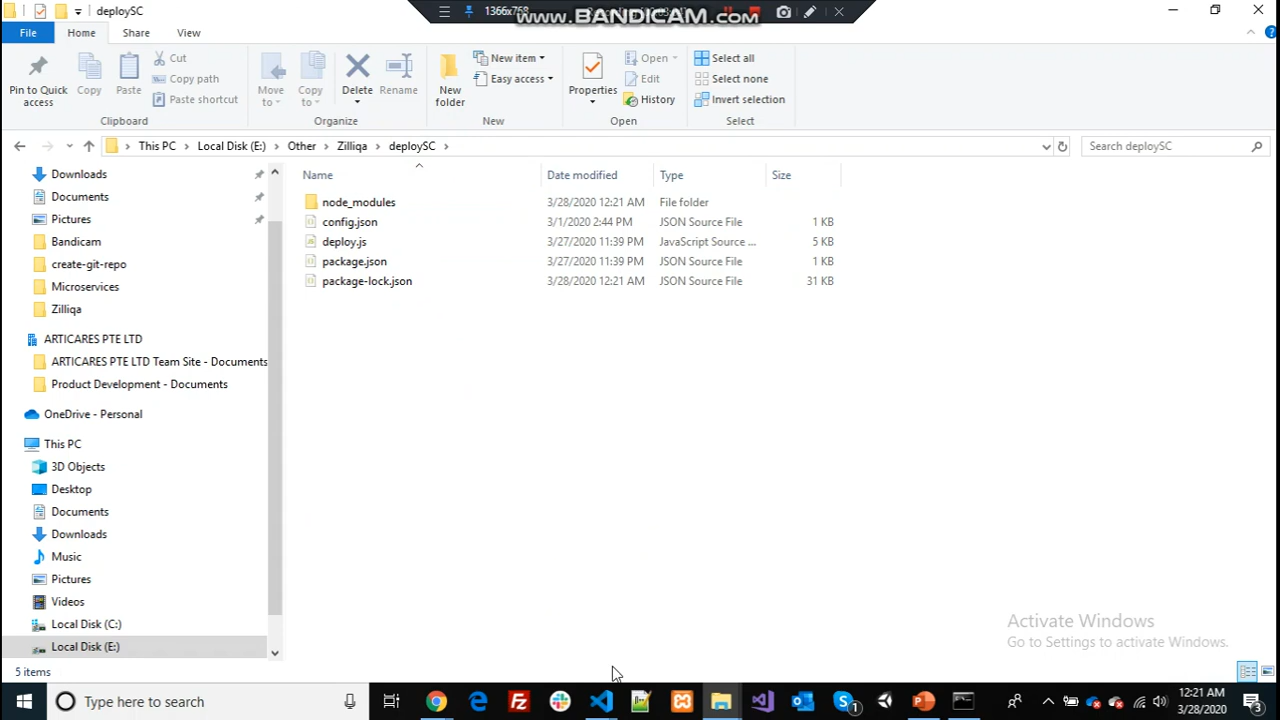 deploySC
1366x768
www.BANDICAM.com
File
Home
Share
View
Pin to Quick access
Copy
Paste
Cut
Copy path
Paste shortcut
Clipboard
Move to
Copy to
Delete
Rename
Organize
New folder
New item
Easy access
New
Properties
Open
Edit
History
Open
Select all
Select none
Invert selection
Select
This PC > Local Disk (E:) > Other > Zilliqa > deploySC
Search deploySC
Name
Date modified
Type
Size
node_modules 3/28/2020 12:21 AM File folder
config.json 3/1/2020 2:44 PM JSON Source File 1 KB
deploy.js 3/27/2020 11:39 PM JavaScript Source ... 5 KB
package.json 3/27/2020 11:39 PM JSON Source File 1 KB
package-lock.json 3/28/2020 12:21 AM JSON Source File 31 KB
Downloads
Documents
Pictures
Bandicam
create-git-repo
Microservices
Zilliqa
ARTICARES PTE LTD
ARTICARES PTE LTD Team Site - Documents
Product Development - Documents
OneDrive - Personal
This PC
3D Objects
Desktop
Documents
Downloads
Music
Pictures
Videos
Local Disk (C:)
Local Disk (E:)
Activate Windows
Go to Settings to activate Windows.
5 items
Type here to search
12:21 AM
3/28/2020